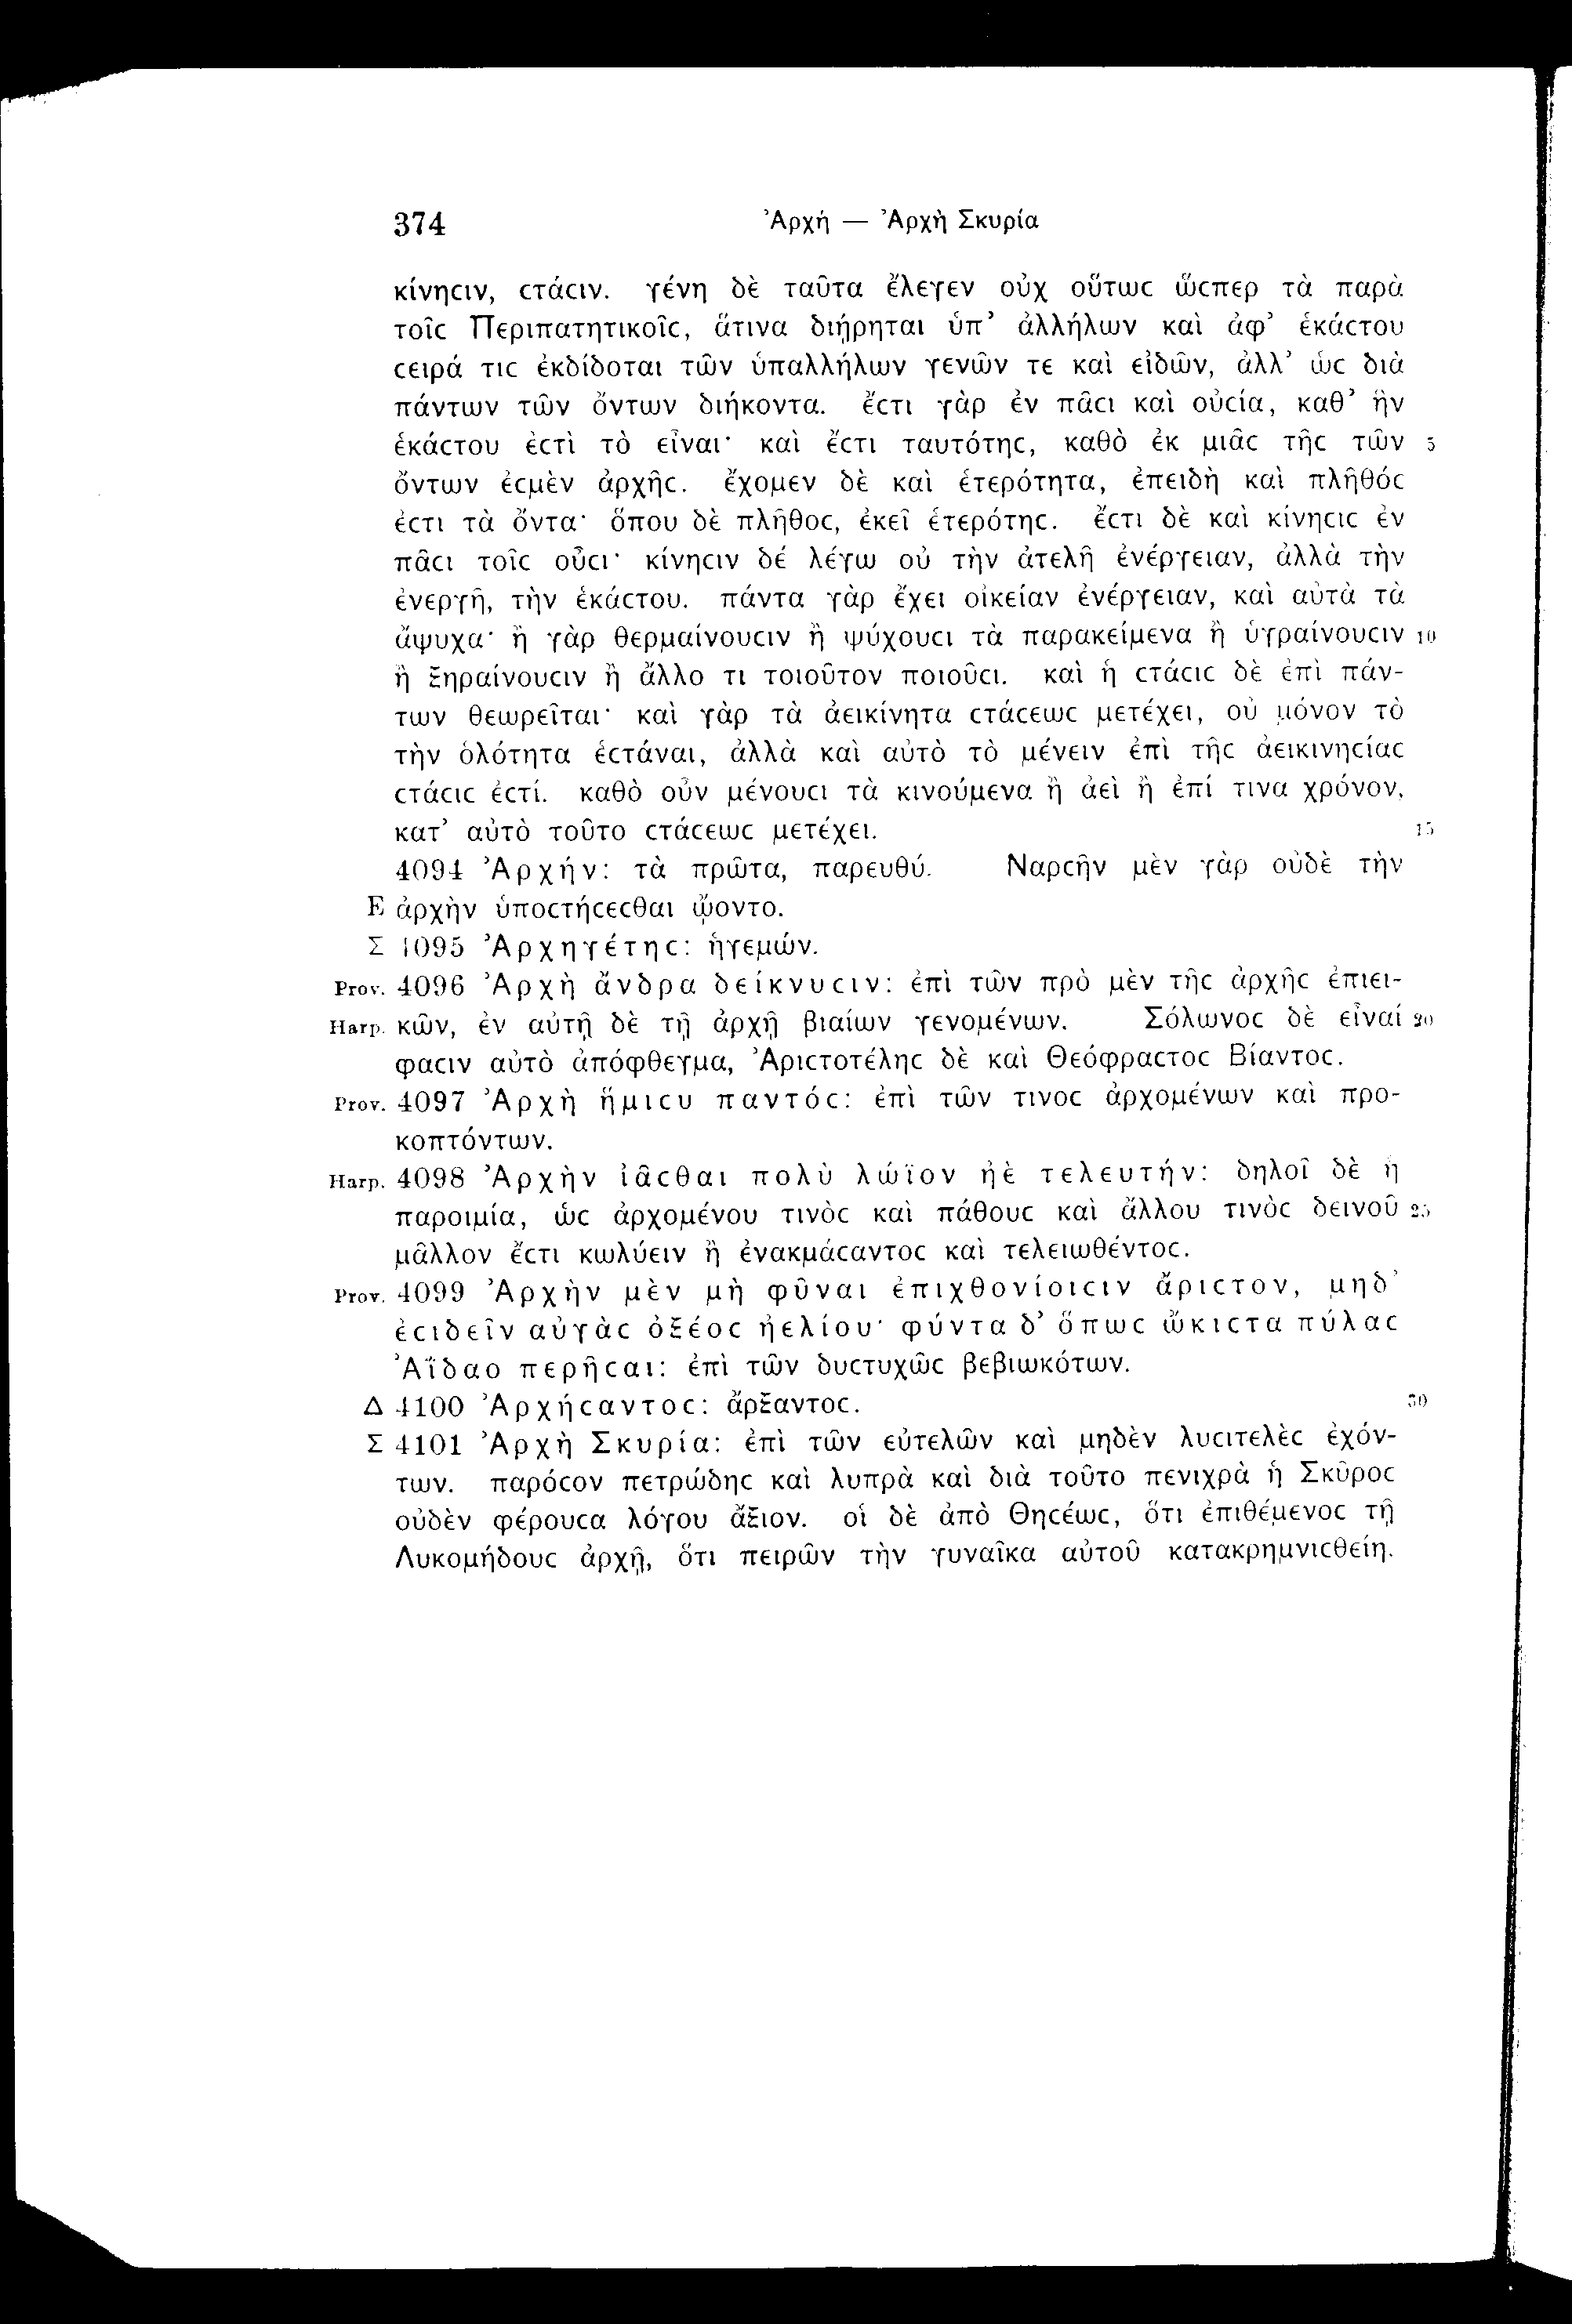 374 Ἀρχή — Ἀρχὴ Σκυρία
κίνηϲιν, ϲτάϲιν. γένη δὲ ταῦτα ἔλεγεν οὐχ οὕτωϲ ὥϲπερ τὰ παρὰ
τοῖϲ Περιπατητικοῖϲ, ἅτινα διῄρηται ὑπ’ ἀλλήλων καὶ ἀφ’ ἑκάϲτου
ϲειρά τιϲ ἐκδίδοται τῶν ὑπαλλήλων γενῶν τε καὶ εἰδῶν, ἀλλ’ ὡϲ διὰ
πάντων τῶν ὄντων διήκοντα. ἔϲτι γὰρ ἐν πᾶϲι καὶ οὐϲία, καθ’ ἣν
ἑκάϲτου ἐϲτὶ τὸ εἶναι· καὶ ἔϲτι ταυτότηϲ, καθὸ ἐκ μιᾶϲ τῆϲ τῶν 5
ὄντων ἐϲμὲν ἀρχῆϲ. ἔχομεν δὲ καὶ ἑτερότητα, ἐπειδὴ καὶ πλῆθόϲ
ἐϲτι τὰ ὄντα· ὅπου δὲ πλῆθοϲ, ἐκεῖ ἑτερότηϲ. ἔϲτι δὲ καὶ κίνηϲιϲ ἐν
πᾶϲι τοῖϲ οὖϲι· κίνηϲιν δέ λέγω οὐ τὴν ἀτελῆ ἐνέργειαν, ἀλλὰ τὴν
ἐνεργῆ, τὴν ἑκάϲτου. πάντα γὰρ ἔχει οἰκείαν ἐνέργειαν, καὶ αὐτὰ τὰ
ἄψυχα· ἢ γὰρ θερμαίνουϲιν ἢ ψύχουϲι τὰ παρακείμενα ἢ ὑγραίνουϲιν 10
ἢ ξηραίνουϲιν ἢ ἄλλο τι τοιοῦτον ποιοῦϲι. καὶ ἡ ϲτάϲιϲ δὲ ἐπὶ πάν-
των θεωρεῖται· καὶ γὰρ τὰ ἀεικίνητα ϲτάϲεωϲ μετέχει, οὐ μόνον τὸ
τὴν ὁλότητα ἑϲτάναι, ἀλλὰ καὶ αὐτὸ τὸ μένειν ἐπὶ τῆϲ ἀεικινηϲίαϲ
ϲτάϲιϲ ἐϲτί. καθὸ οὖν μένουϲι τὰ κινούμενα ἢ ἀεὶ ἢ ἐπί τινα χρόνον,
κατ’ αὐτὸ τοῦτο ϲτάϲεωϲ μετέχει. 15
4094 Ἀρχήν: τὰ πρῶτα, παρευθύ. Ναρϲῆν μὲν γὰρ οὐδὲ τὴν
E ἀρχὴν ὑποϲτήϲεϲθαι ᾤοντο.
Σ 4095 Ἀρχηγέτηϲ: ἡγεμών.
Prov. 4096 Ἀρχὴ ἄνδρα δείκνυϲιν: ἐπὶ τῶν πρὸ μὲν τῆϲ ἀρχῆϲ ἐπιει-
Harp. κῶν, ἐν αὐτῇ δὲ τῇ ἀρχῇ βιαίων γενομένων. Σόλωνοϲ δὲ εἶναί 20
φαϲιν αὐτὸ ἀπόφθεγμα, Ἀριϲτοτέληϲ δὲ καὶ Θεόφραϲτοϲ Βίαντοϲ.
Prov. 4097 Ἀρχὴ ἥμιϲυ παντόϲ: ἐπὶ τῶν τινοϲ ἀρχομένων καὶ προ-
κοπτόντων.
Harp. 4098 Ἀρχὴν ἰᾶϲθαι πολὺ λώϊον ἠὲ τελευτήν: δηλοῖ δὲ ἡ
παροιμία, ὡϲ ἀρχομένου τινὸϲ καὶ πάθουϲ καὶ ἄλλου τινὸϲ δεινοῦ 25
μᾶλλον ἔϲτι κωλύειν ἢ ἐνακμάϲαντοϲ καὶ τελειωθέντοϲ.
Prov. 4099 Ἀρχὴν μὲν μὴ φῦναι ἐπιχθονίοιϲιν ἄριϲτον, μηδ’
ἐϲιδεῖν αὐγὰϲ ὀξέοϲ ἠελίου· φύντα δ’ ὅπωϲ ὤκιϲτα πύλαϲ
Ἀΐδαο περῆϲαι: ἐπὶ τῶν δυϲτυχῶϲ βεβιωκότων.
Δ 4100 Ἀρχήϲαντοϲ: ἄρξαντοϲ. 30
Σ 4101 Ἀρχὴ Σκυρία: ἐπὶ τῶν εὐτελῶν καὶ μηδὲν λυϲιτελὲϲ ἐχόν-
των. παρόϲον πετρώδηϲ καὶ λυπρὰ καὶ διὰ τοῦτο πενιχρὰ ἡ Σκῦροϲ
οὐδὲν φέρουϲα λόγου ἄξιον. οἱ δὲ ἀπὸ Θηϲέωϲ, ὅτι ἐπιθέμενοϲ τῇ
Λυκομήδουϲ ἀρχῇ, ὅτι πειρῶν τὴν γυναῖκα αὐτοῦ κατακρημνιϲθείη.